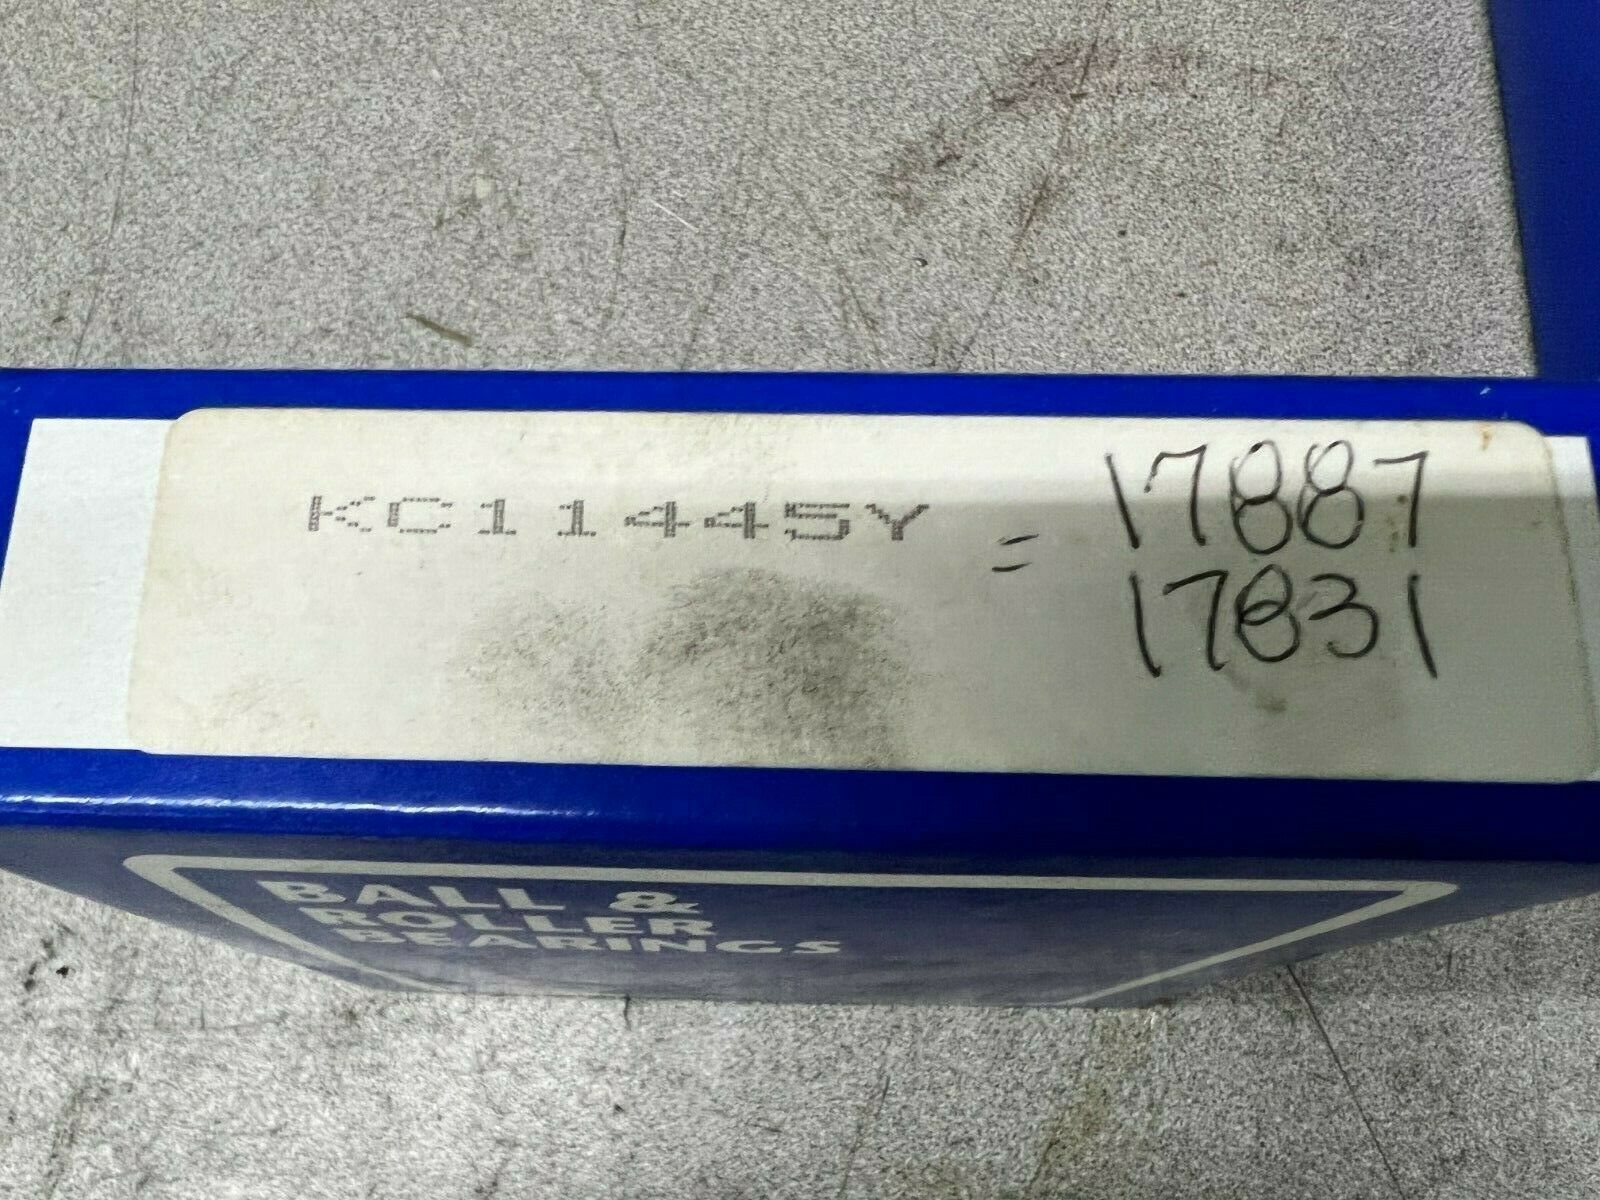 KC11445Y = 17887
17831
BALL &
ROLLER
BEARINGS